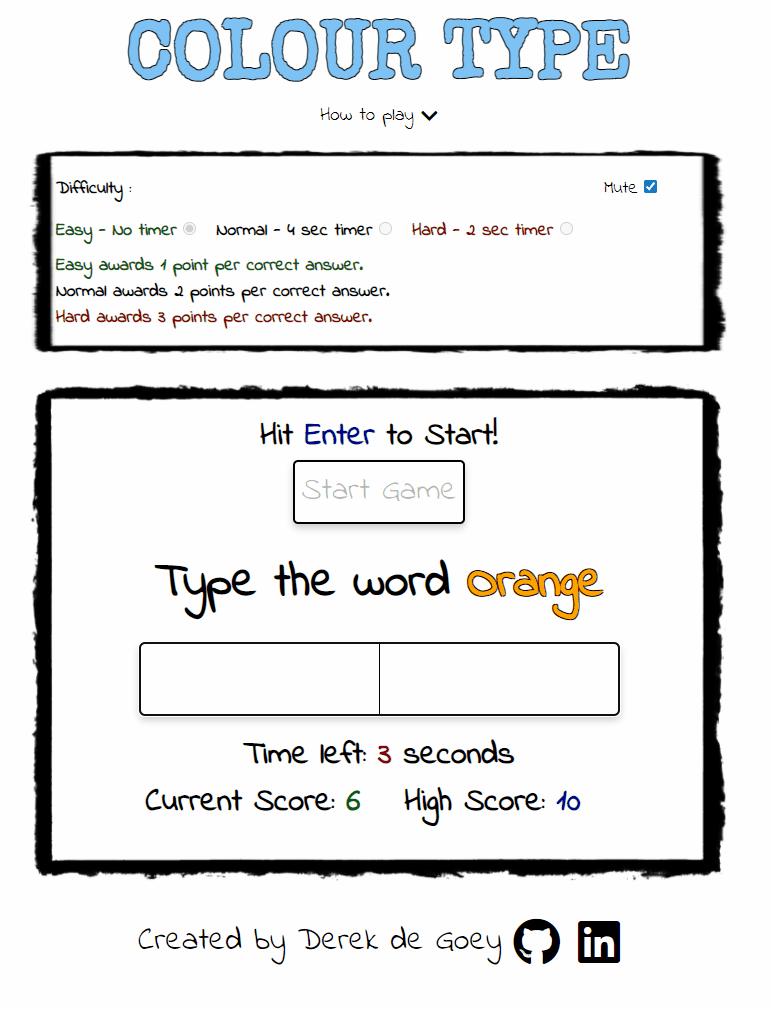 COLOUR TYPE
How to play
Difficulty :
Mute
Easy - No timer
Normal - 4 sec timer
Hard - 2 sec timer
Easy awards 1 point per correct answer.
Normal awards 2 points per correct answer.
Hard awards 3 points per correct answer.
Hit Enter to Start!
Start Game
Type the word orange
Time left: 3 seconds
Current Score: 6
High Score: 10
Created by Derek de Goey
in